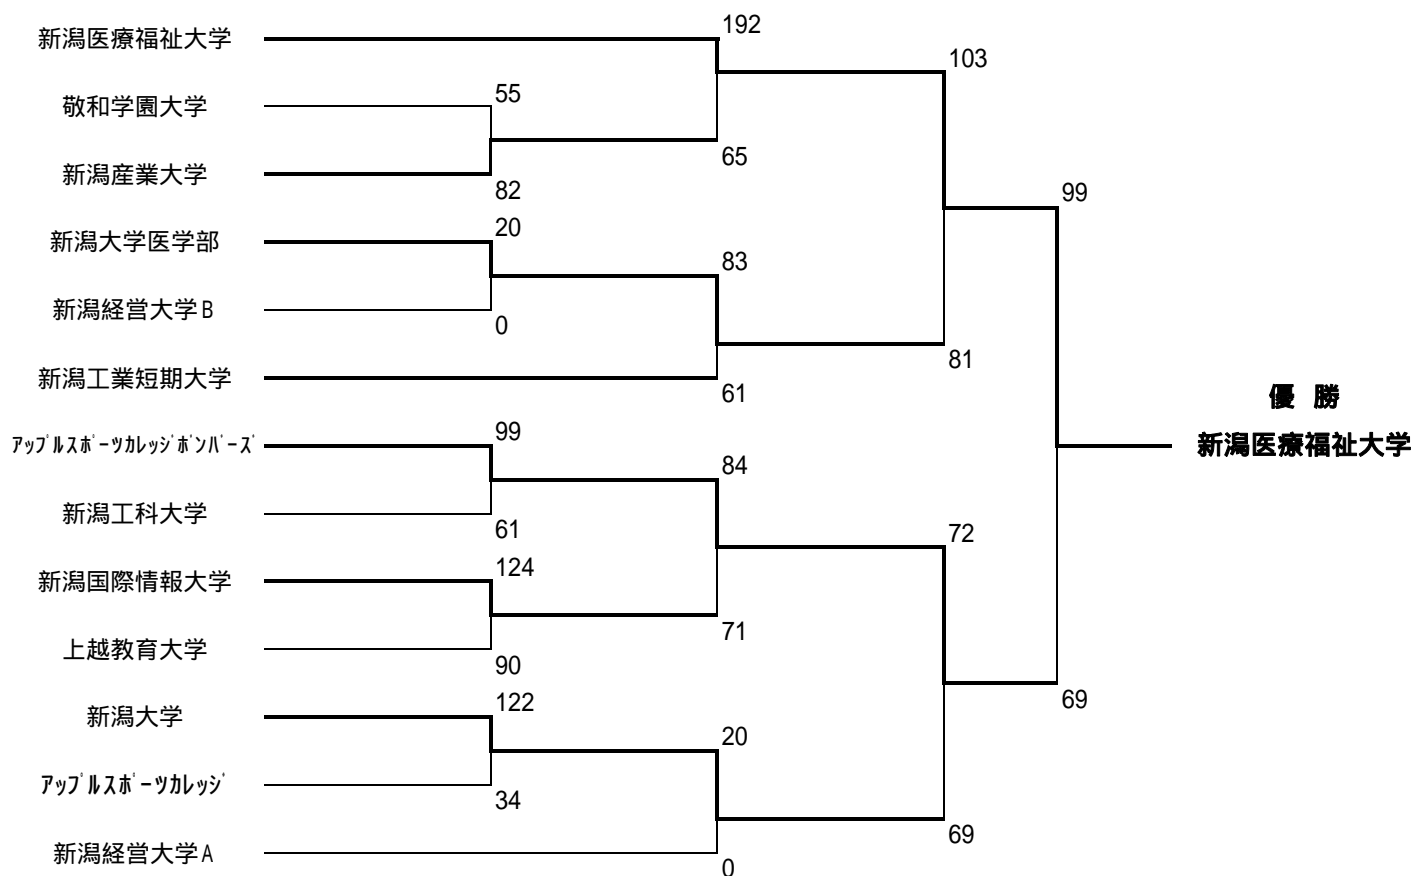 新潟医療福祉大学
192
103
敬和学園大学
55
65
新潟産業大学
82
99
新潟大学医学部
20
83
新潟経営大学B
0
81
新潟工業短期大学
61
優 勝
新潟医療福祉大学
ｱｯﾌﾟﾙｽﾎﾟｰﾂｶﾚｯｼﾞﾎﾞﾝﾊﾞｰｽﾞ
99
84
新潟工科大学
61
72
新潟国際情報大学
124
71
上越教育大学
90
69
新潟大学
122
20
ｱｯﾌﾟﾙｽﾎﾟｰﾂｶﾚｯｼﾞ
34
69
新潟経営大学A
0